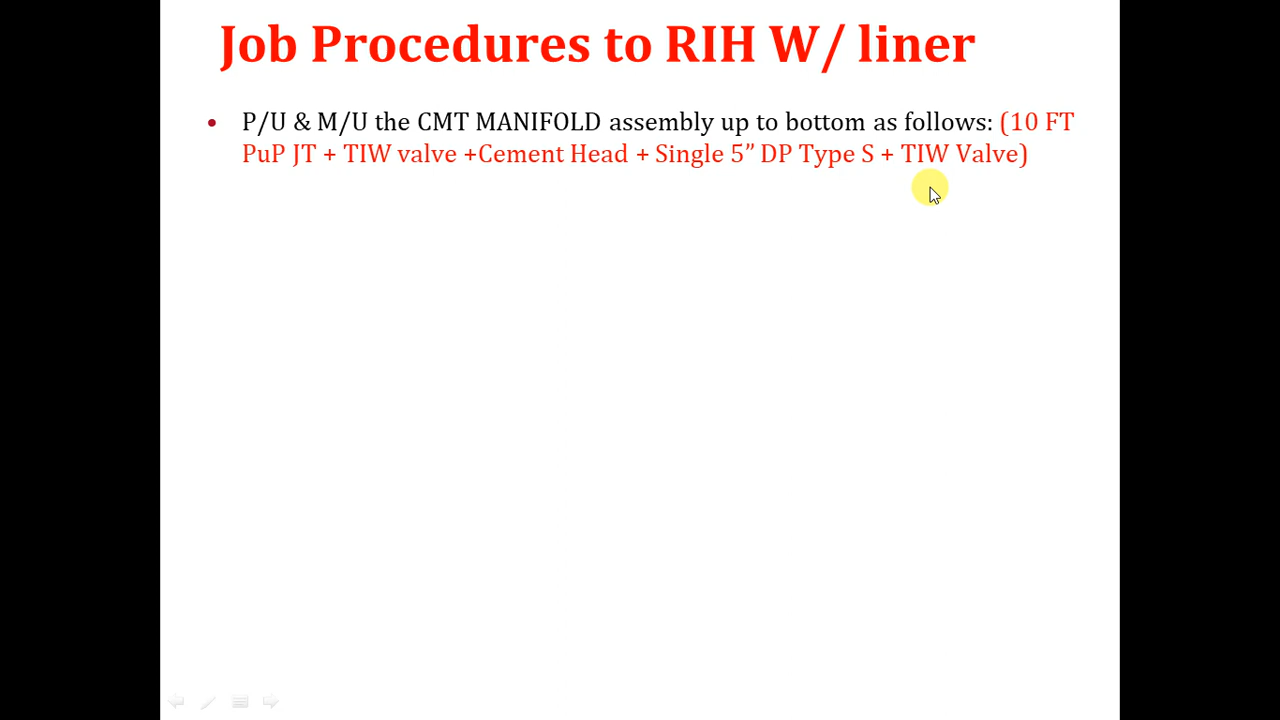 Job Procedures to RIH W/ liner
• P/U & M/U the CMT MANIFOLD assembly up to bottom as follows: (10 FT
PuP JT + TIW valve +Cement Head + Single 5” DP Type S + TIW Valve)